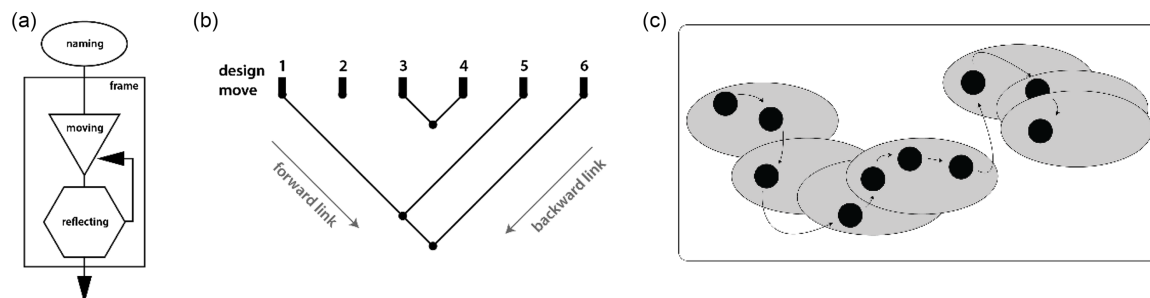 (a)
naming
frame
moving
reflecting
(b)
design
move
1 2 3 4 5 6
forward link
backward link
(c)